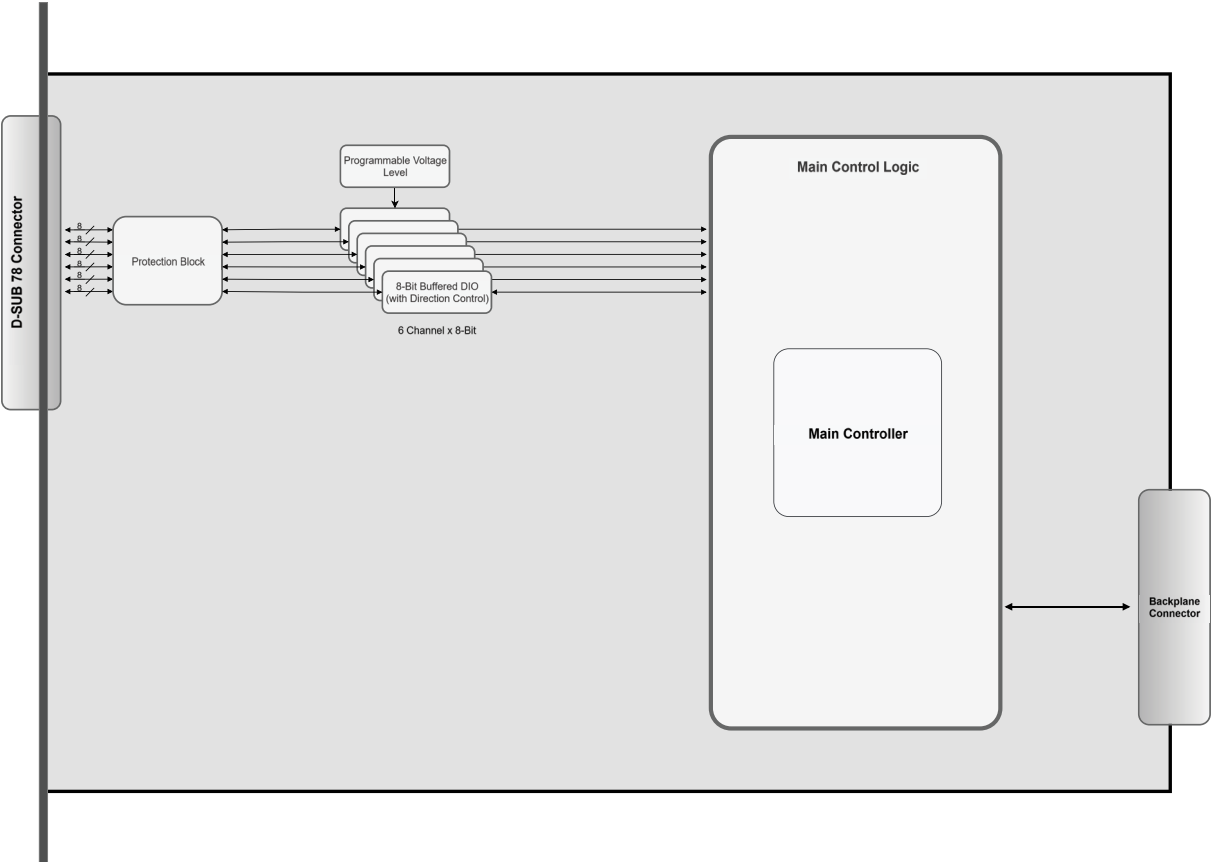 D-SUB 78 Connector
8
8
8
8
8
8
Protection Block
Programmable Voltage
Level
8-Bit Buffered DIO
(with Direction Control)
6 Channel x 8-Bit
Main Control Logic
Main Controller
Backplane
Connector